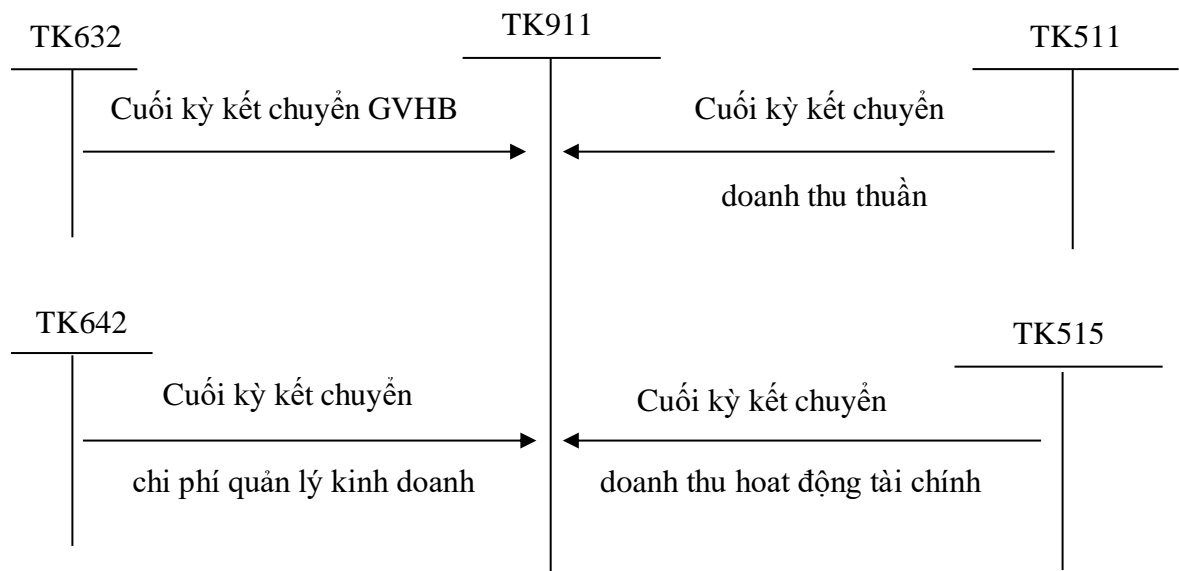 TK632
TK911
TK511
Cuối kỳ kết chuyển GVHB
Cuối kỳ kết chuyển
doanh thu thuần
TK642
TK515
Cuối kỳ kết chuyển
chi phí quản lý kinh doanh
Cuối kỳ kết chuyển
doanh thu hoat động tài chính